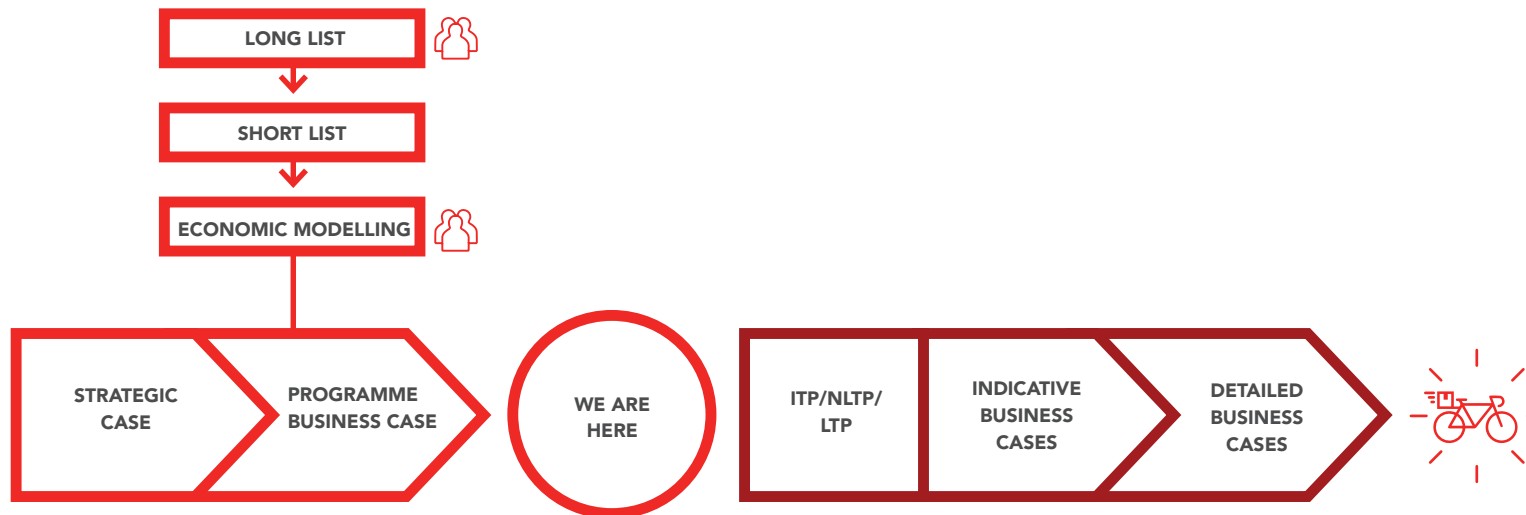 LONG LIST
SHORT LIST
ECONOMIC MODELLING
STRATEGIC
CASE
PROGRAMME
BUSINESS CASE
WE ARE
HERE
ITP/NLTP/
LTP
INDICATIVE
BUSINESS
CASES
DETAILED
BUSINESS
CASES